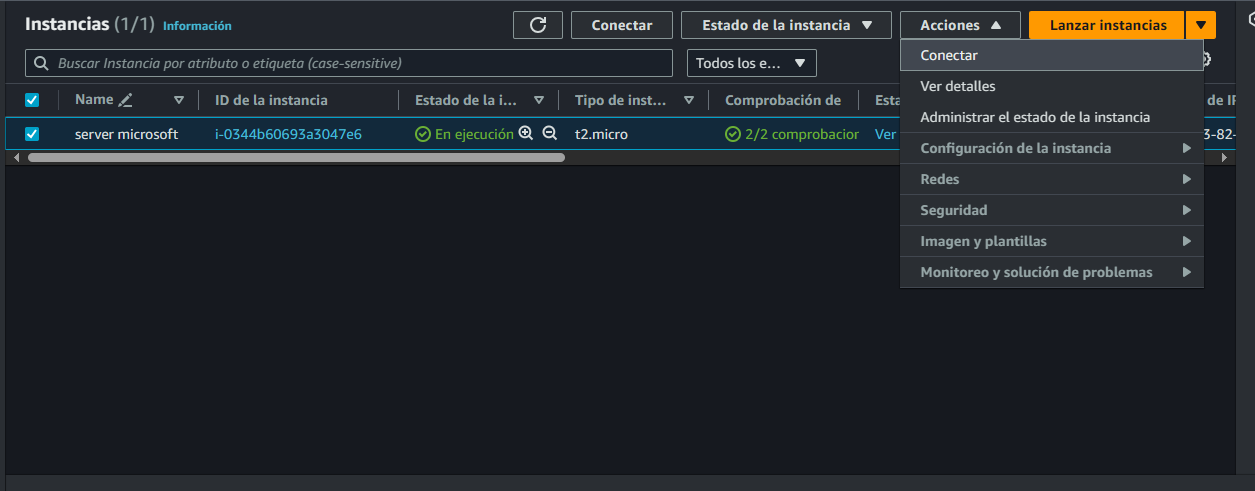 Instancias (1/1) Información Conectar Estado de la instancia Acciones Lanzar instancias
Buscar Instancia por atributo o etiqueta (case-sensitive) Todos los e...
Name ID de la instancia Estado de la i... Tipo de inst... Comprobación de Esta de IP
server microsoft i-0344b60693a3047e6 En ejecución t2.micro 2/2 comprobacior Ver 3-82-
Conectar
Ver detalles
Administrar el estado de la instancia
Configuración de la instancia
Redes
Seguridad
Imagen y plantillas
Monitoreo y solución de problemas